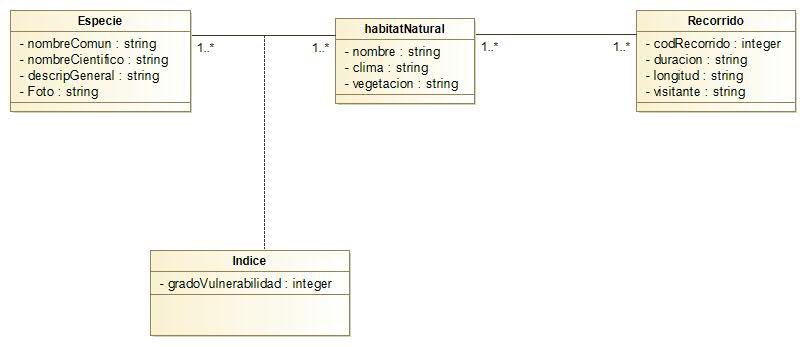 Especie
- nombreComun : string
- nombreCientifico : string
- descripGeneral : string
- Foto : string
1..*
1..*
habitatNatural
- nombre : string
- clima : string
- vegetacion : string
1..*
1..*
Recorrido
- codRecorrido : integer
- duracion : string
- longitud : string
- visitante : string
Indice
- gradoVulnerabilidad : integer